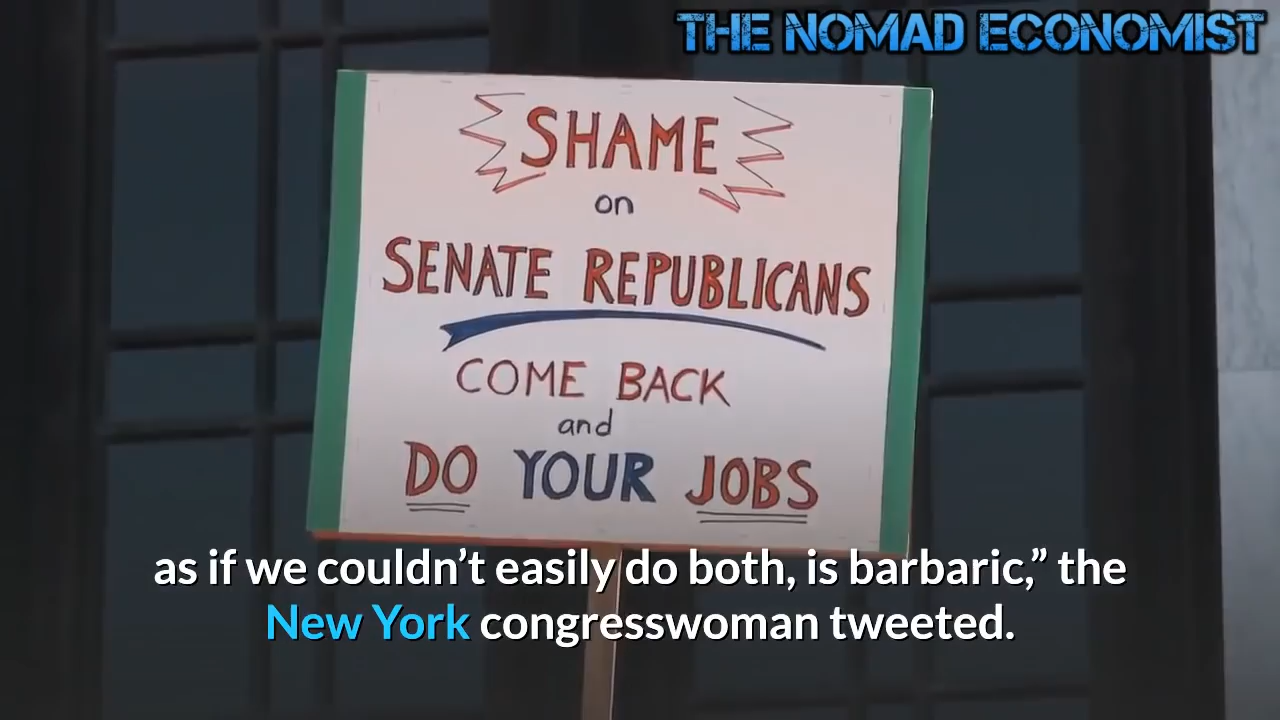 THE NOMAD ECONOMIST
SHAME
on
SENATE REPUBLICANS
COME BACK
and
DO YOUR JOBS
as if we couldn’t easily do both, is barbaric,” the
New York congresswoman tweeted.